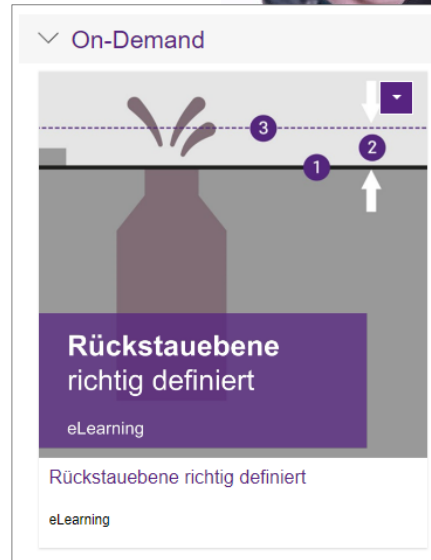 On-Demand
3
2
1
Rückstauebene
richtig definiert
eLearning
Rückstauebene richtig definiert
eLearning